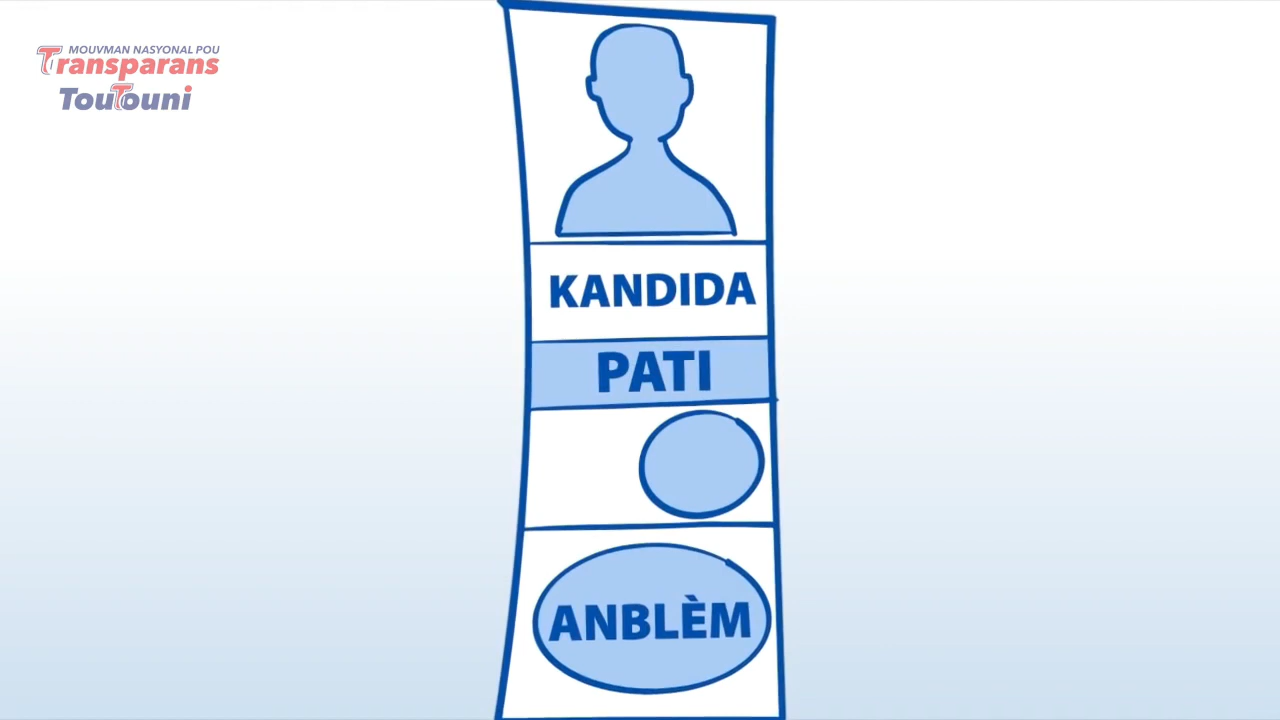 MOUVMAN NASYONAL POU
Transparans
TouTouni
KANDIDA
PATI
ANBLÈM